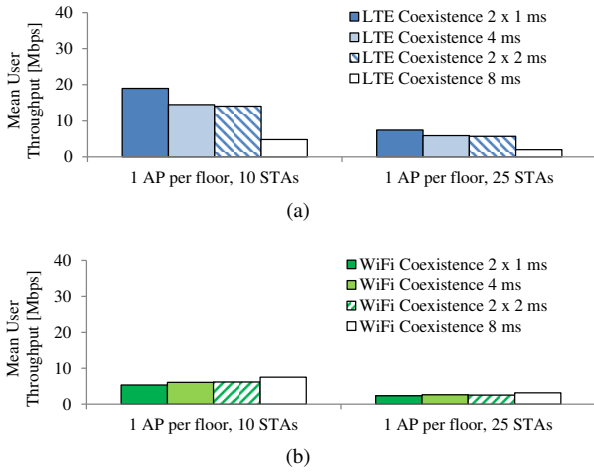 LTE Coexistence 2 x 1 ms
LTE Coexistence 4 ms
LTE Coexistence 2 x 2 ms
LTE Coexistence 8 ms
Mean User
Throughput [Mbps]
40
30
20
10
0
1 AP per floor, 10 STAs
1 AP per floor, 25 STAs
(a)
WiFi Coexistence 2 x 1 ms
WiFi Coexistence 4 ms
WiFi Coexistence 2 x 2 ms
WiFi Coexistence 8 ms
Mean User
Throughput [Mbps]
40
30
20
10
0
1 AP per floor, 10 STAs
1 AP per floor, 25 STAs
(b)